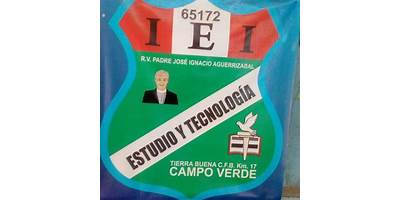 65172
I E I
R.V. PADRE JOSÉ IGNACIO AGUERRIZABAL
ESTUDIO Y TECNOLOGÍA
TIERRA BUENA C.F.B. Km. 17
CAMPO VERDE